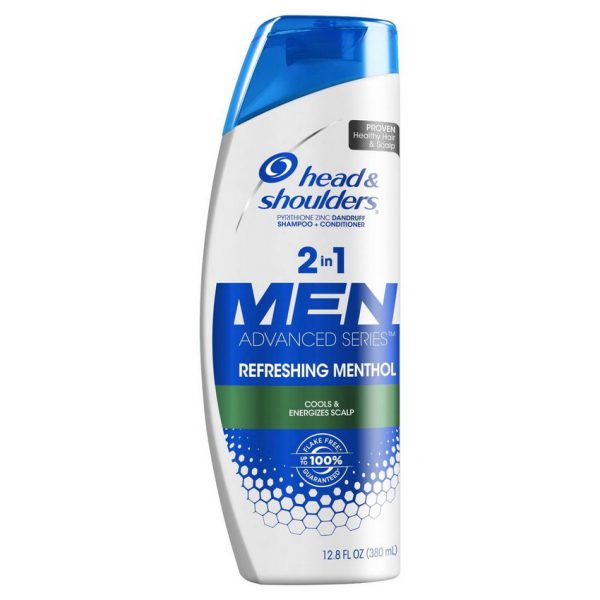 PROVEN
Healthy Hair
& Scalp
head &
shoulders®
PYRITHIONE ZINC DANDRUFF
SHAMPOO + CONDITIONER
2 in 1
MEN
ADVANCED SERIES™
REFRESHING MENTHOL
COOLS &
ENERGIZES SCALP
FLAKE FREE
UP TO 100%
GUARANTEED
12.8 FL OZ (380 mL)